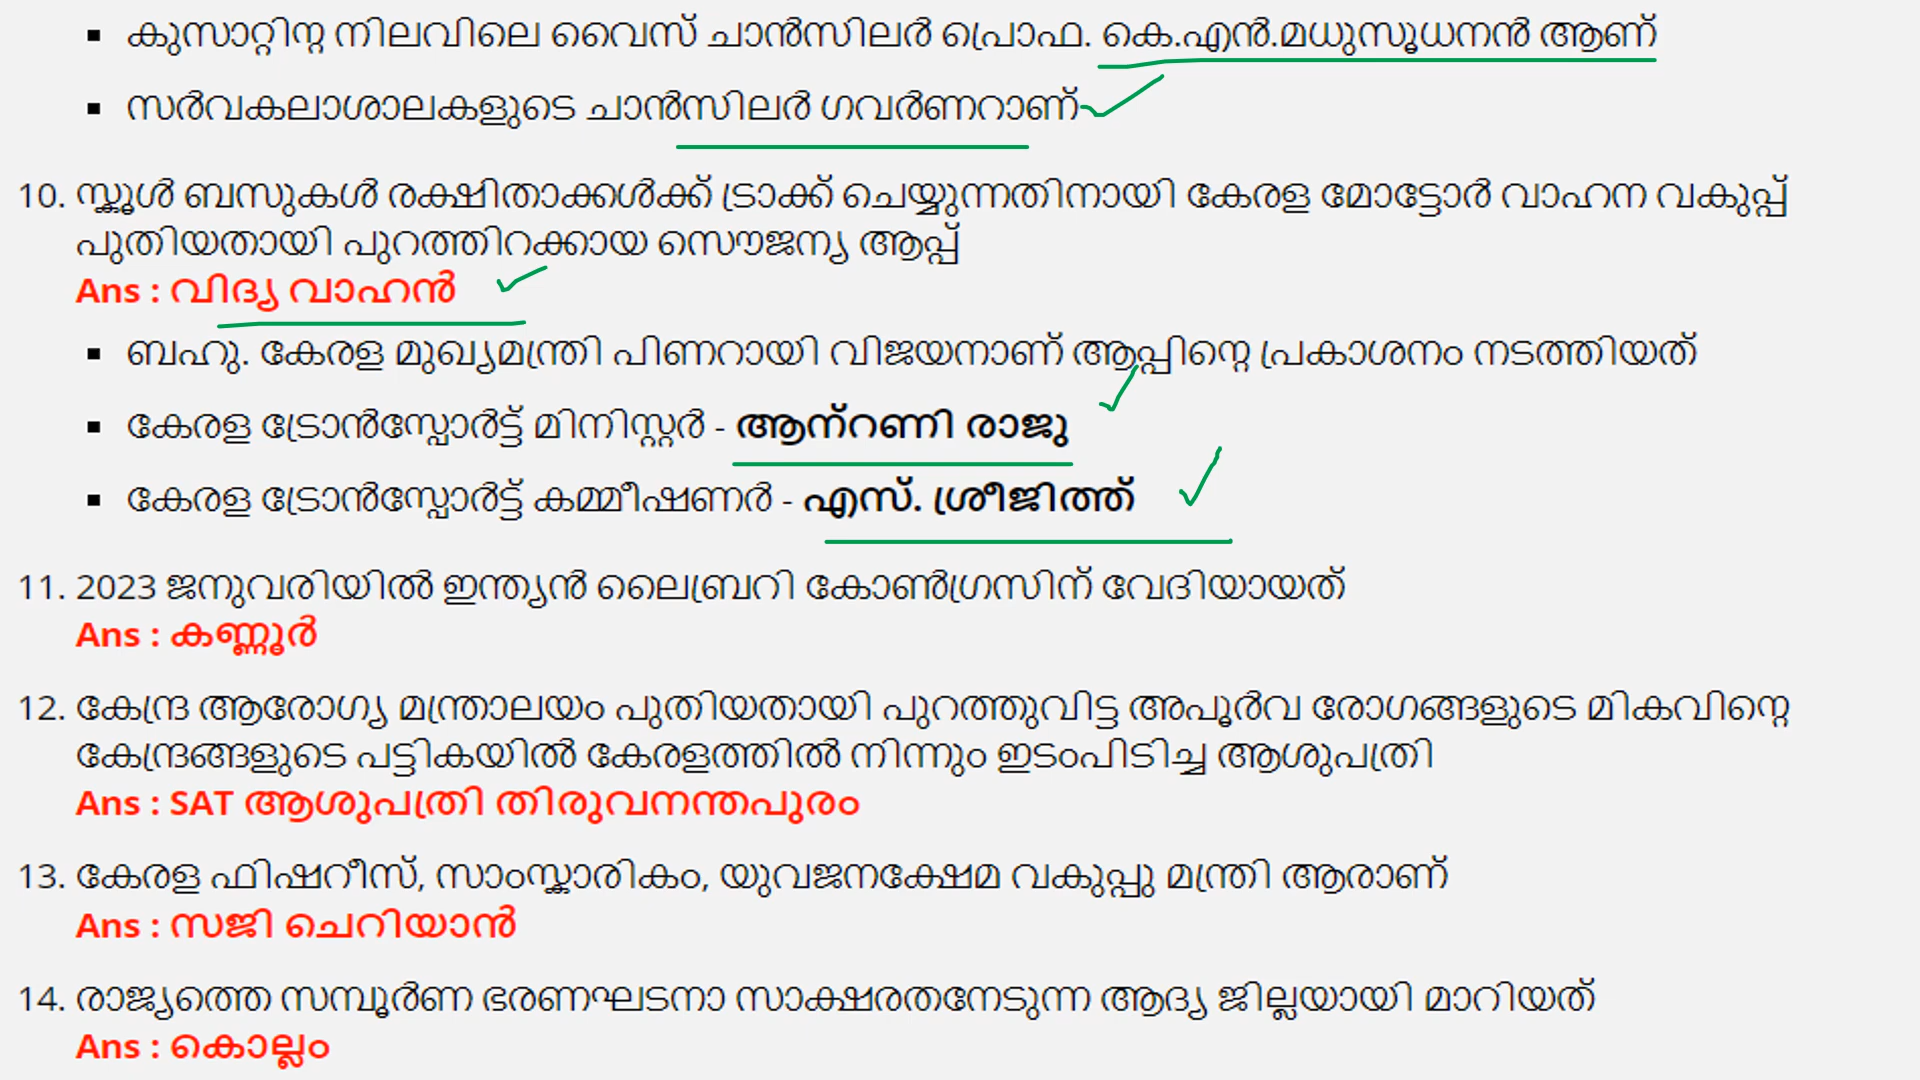 ▪ കുസാറ്റിന്റ നിലവിലെ വൈസ് ചാൻസിലർ പ്രൊഫ. കെ.എൻ.മധുസൂധനൻ ആണ്
▪ സർവകലാശാലകളുടെ ചാൻസിലർ ഗവർണറാണ്
10. സ്കൂൾ ബസുകൾ രക്ഷിതാക്കൾക്ക് ട്രാക്ക് ചെയ്യുന്നതിനായി കേരള മോട്ടോർ വാഹന വകുപ്പ്
പുതിയതായി പുറത്തിറക്കായ സൌജന്യ ആപ്പ്
Ans : വിദ്യ വാഹൻ
▪ ബഹു. കേരള മുഖ്യമന്ത്രി പിണറായി വിജയനാണ് ആപ്പിന്റെ പ്രകാശനം നടത്തിയത്
▪ കേരള ട്രോൻസ്പോർട്ട് മിനിസ്റ്റർ - ആന്റണി രാജു
▪ കേരള ട്രോൻസ്പോർട്ട് കമ്മീഷണർ - എസ്. ശ്രീജിത്ത്
11. 2023 ജനുവരിയിൽ ഇന്ത്യൻ ലൈബ്രറി കോൺഗ്രസിന് വേദിയായത്
Ans : കണ്ണൂർ
12. കേന്ദ്ര ആരോഗ്യ മന്ത്രാലയം പുതിയതായി പുറത്തുവിട്ട അപൂർവ രോഗങ്ങളുടെ മികവിന്റെ
കേന്ദ്രങ്ങളുടെ പട്ടികയിൽ കേരളത്തിൽ നിന്നും ഇടംപിടിച്ച ആശുപത്രി
Ans : SAT ആശുപത്രി തിരുവനന്തപുരം
13. കേരള ഫിഷറീസ്, സാംസ്കാരികം, യുവജനക്ഷേമ വകുപ്പു മന്ത്രി ആരാണ്
Ans : സജി ചെറിയാൻ
14. രാജ്യത്തെ സമ്പൂർണ ഭരണഘടനാ സാക്ഷരതനേടുന്ന ആദ്യ ജില്ലയായി മാറിയത്
Ans : കൊല്ലം